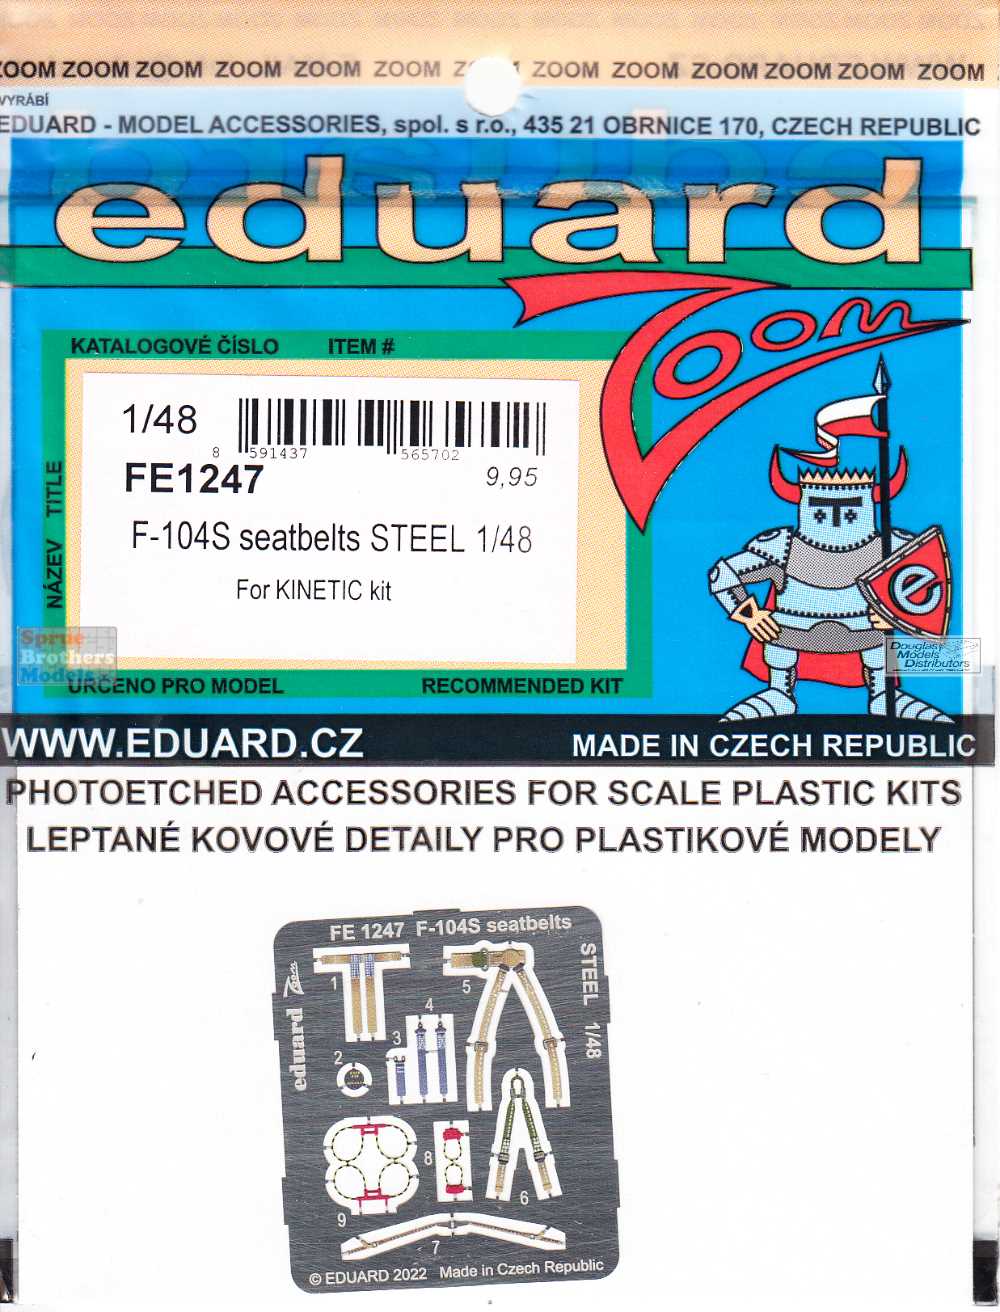 ZOOM ZOOM ZOOM ZOOM ZOOM ZOOM ZOOM ZOOM ZOOM ZOOM ZOOM ZOOM
VYRÁBÍ
EDUARD - MODEL ACCESSORIES, spol. s r.o., 435 21 OBRNICE 170, CZECH REPUBLIC
eduard
Zoom
KATALOGOVÉ ČÍSLO ITEM #
NÁZEV TITLE
1/48
8 591437 565702
FE1247 9,95
F-104S seatbelts STEEL 1/48
For KINETIC kit
e
Sprue
Brothers
Models
Douglas
Models
Distributors
URČENO PRO MODEL RECOMMENDED KIT
WWW.EDUARD.CZ MADE IN CZECH REPUBLIC
PHOTOETCHED ACCESSORIES FOR SCALE PLASTIC KITS
LEPTANÉ KOVOVÉ DETAILY PRO PLASTIKOVÉ MODELY
FE 1247 F-104S seatbelts
STEEL 1/48
eduard Zoom
1
5
4
3
2
8
6
9
7
© EDUARD 2022 Made in Czech Republic